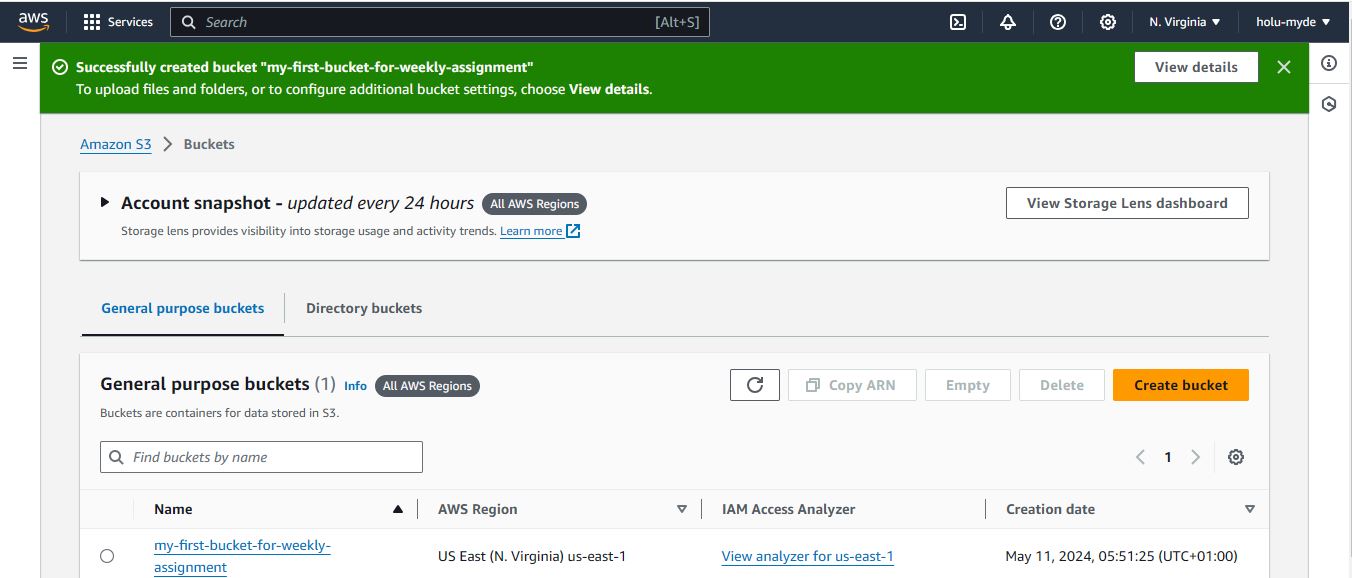 aws Services Search [Alt+S] N. Virginia holu-myde
Successfully created bucket "my-first-bucket-for-weekly-assignment" View details
To upload files and folders, or to configure additional bucket settings, choose View details.
Amazon S3 Buckets
Account snapshot - updated every 24 hours All AWS Regions View Storage Lens dashboard
Storage lens provides visibility into storage usage and activity trends. Learn more
General purpose buckets Directory buckets
General purpose buckets (1) Info All AWS Regions Copy ARN Empty Delete Create bucket
Buckets are containers for data stored in S3.
Find buckets by name 1
Name AWS Region IAM Access Analyzer Creation date
my-first-bucket-for-weekly-
assignment US East (N. Virginia) us-east-1 View analyzer for us-east-1 May 11, 2024, 05:51:25 (UTC+01:00)